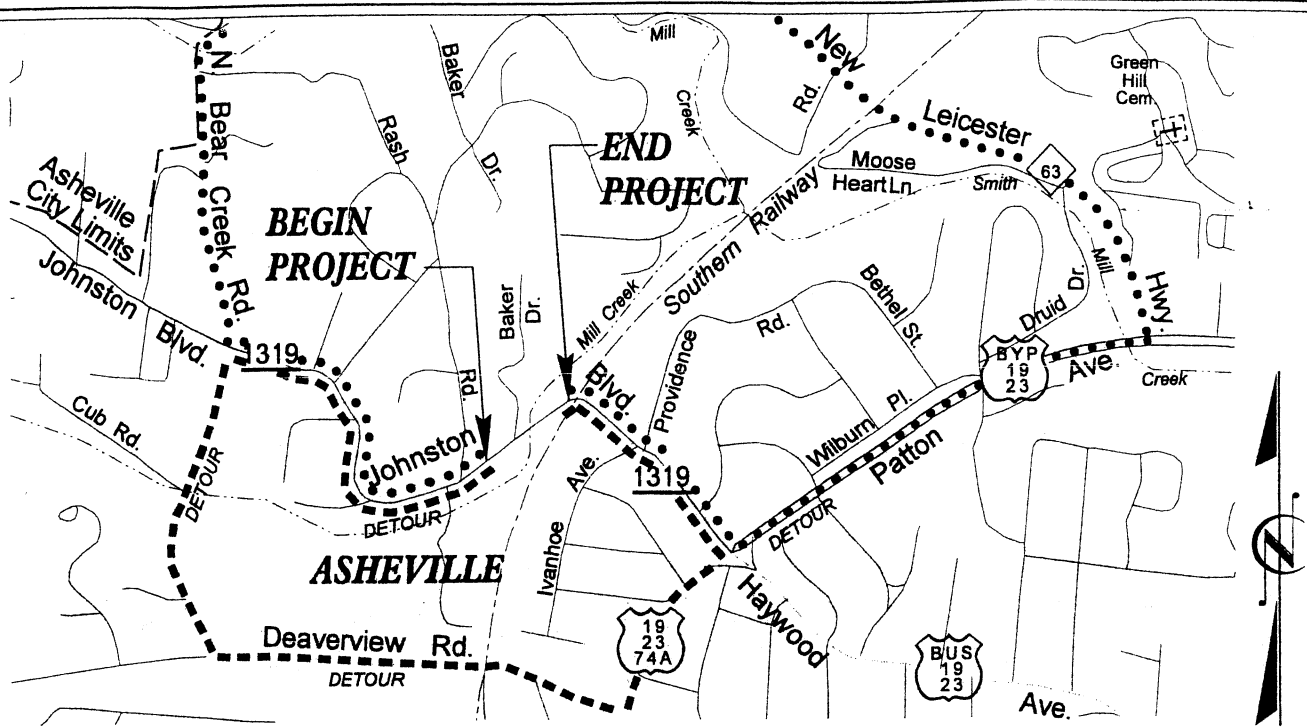 N. Bear Creek Rd.
Asheville
City Limits
Johnston Blvd.
1319
Cub Rd.
DETOUR
BEGIN
PROJECT
Rash
Rd
Baker
Dr.
Baker
Dr.
Mill
Creek
END
PROJECT
New Leicester Hwy.
Rd.
Moose
Heart Ln.
Smith
Mill
Creek
63
Green
Hill
Cem.
Southern Railway
Mill Creek
Johnston
Blvd
DETOUR
ASHEVILLE
Providence
Rd.
Bethel St.
Druid
Dr.
BYP
19
23
Wilburn Pl.
Patton
Ave
DETOUR
1319
Ivanhoe
Ave.
Haywood
Ave.
19
23
74A
BUS
19
23
Deaverview Rd.
DETOUR
N